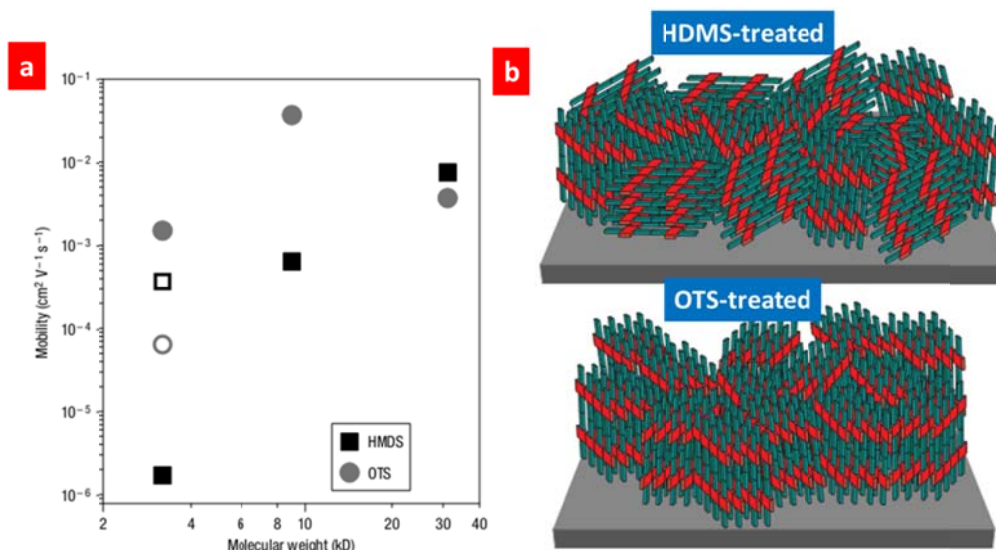 a
10⁻¹
10⁻²
10⁻³
10⁻⁴
10⁻⁵
10⁻⁶
Mobility (cm² V⁻¹ s⁻¹)
HMDS
OTS
2 4 6 8 10 20 30 40
Molecular weight (kD)
b
HDMS-treated
OTS-treated